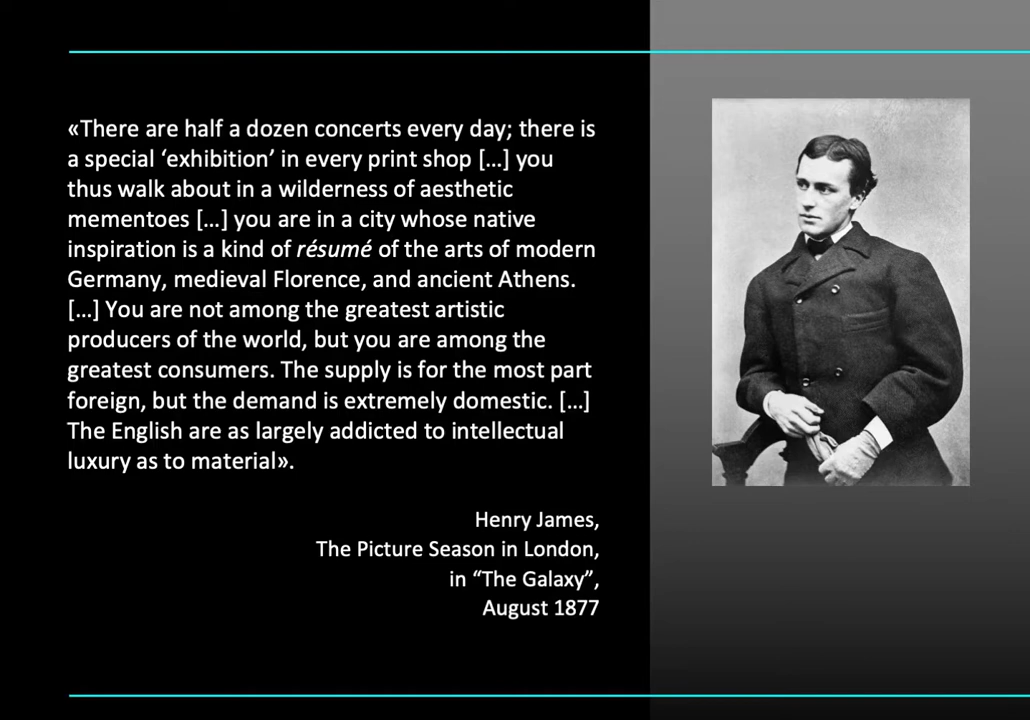 «There are half a dozen concerts every day; there is
a special ‘exhibition’ in every print shop […] you
thus walk about in a wilderness of aesthetic
mementoes […] you are in a city whose native
inspiration is a kind of résumé of the arts of modern
Germany, medieval Florence, and ancient Athens.
[…] You are not among the greatest artistic
producers of the world, but you are among the
greatest consumers. The supply is for the most part
foreign, but the demand is extremely domestic. […]
The English are as largely addicted to intellectual
luxury as to material».
Henry James,
The Picture Season in London,
in “The Galaxy”,
August 1877